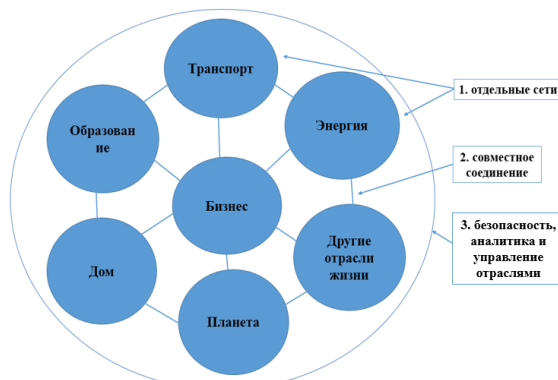 Транспорт
Образован
ие
Энергия
1. отдельные сети
2. совместное
соединение
Бизнес
3. безопасность,
аналитика и
управление
отраслями
Дом
Другие
отрасли
жизни
Планета